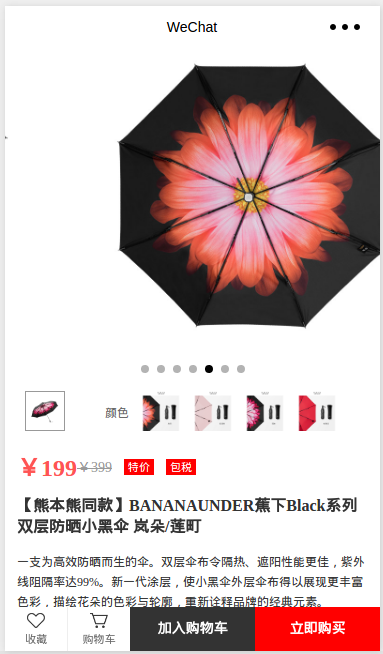 WeChat
颜色
￥199 ￥399 特价 包税
【熊本熊同款】BANANAUNDER蕉下Black系列
双层防晒小黑伞 岚朵/莲町
一支为高效防晒而生的伞。双层伞布令隔热、遮阳性能更佳，紫外
线阻隔率达99%。新一代涂层，使小黑伞外层伞布得以展现更丰富
色彩，描绘花朵的色彩与轮廓，重新诠释品牌的经典元素。
收藏 购物车 加入购物车 立即购买